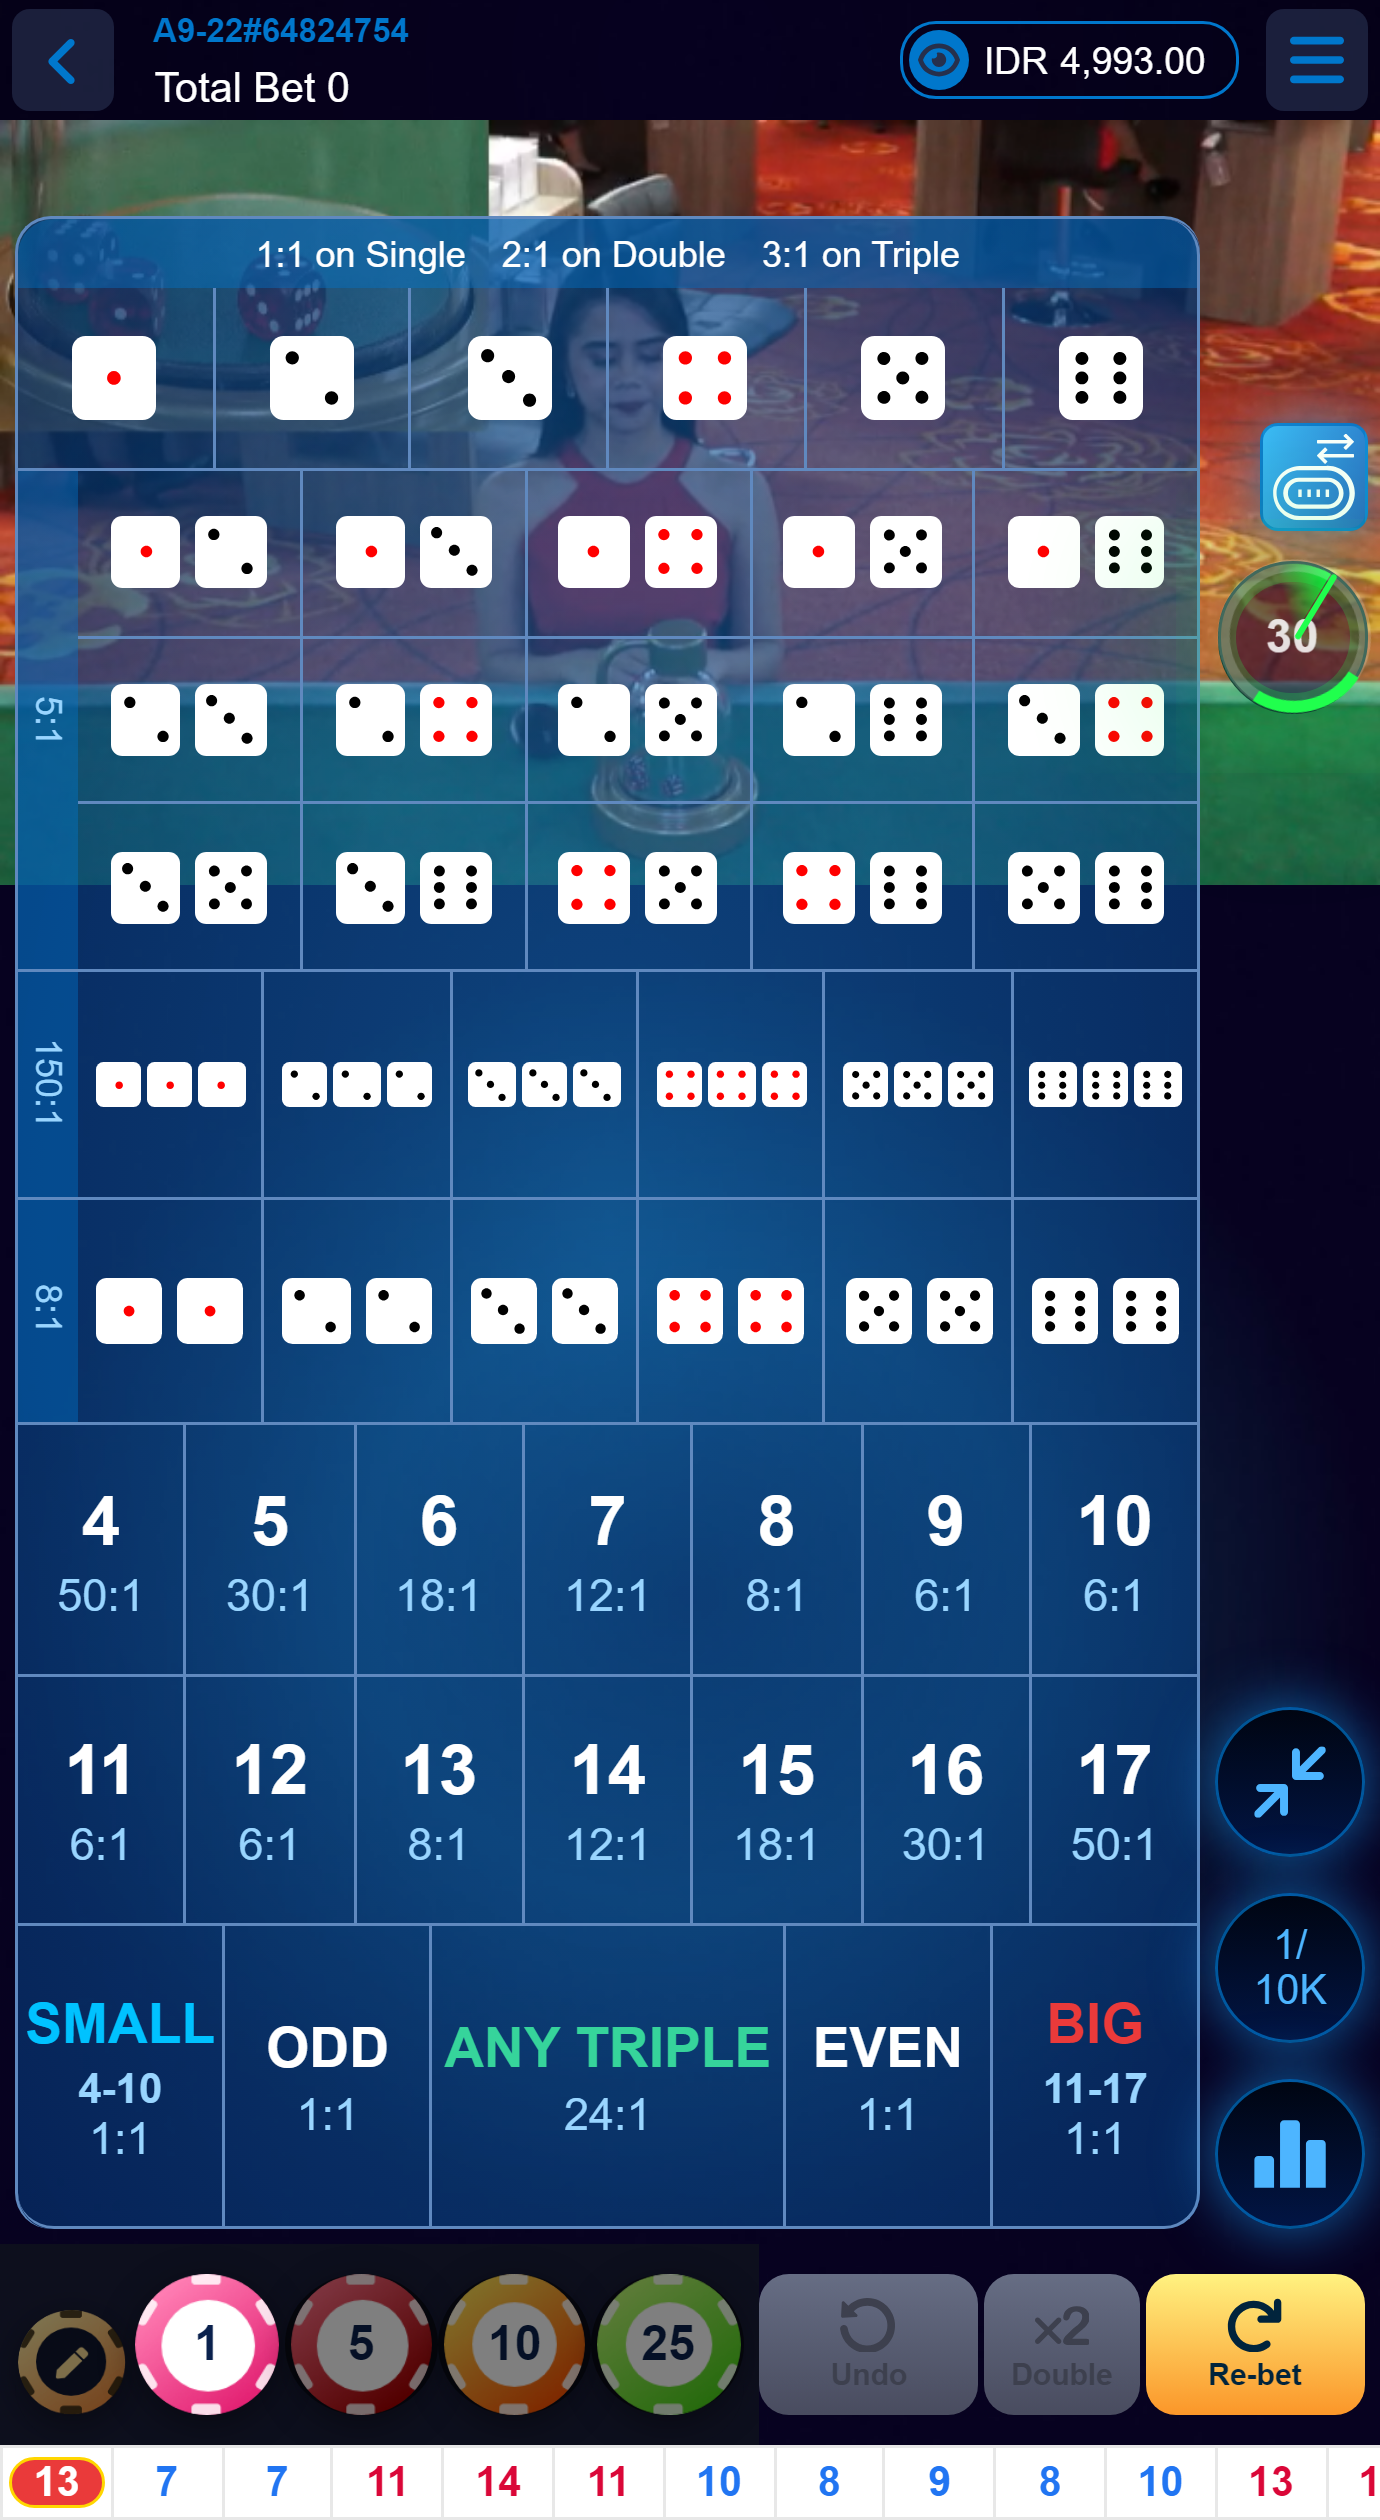 A9-22#64824754
Total Bet 0
IDR 4,993.00
1:1 on Single 2:1 on Double 3:1 on Triple
30
5:1
150:1
8:1
4 5 6 7 8 9 10
50:1 30:1 18:1 12:1 8:1 6:1 6:1
11 12 13 14 15 16 17
6:1 6:1 8:1 12:1 18:1 30:1 50:1
SMALL
4-10
1:1
ODD
1:1
ANY TRIPLE
24:1
EVEN
1:1
BIG
11-17
1:1
1/
10K
1 5 10 25
Undo
x2
Double
Re-bet
13 7 7 11 14 11 10 8 9 8 10 13